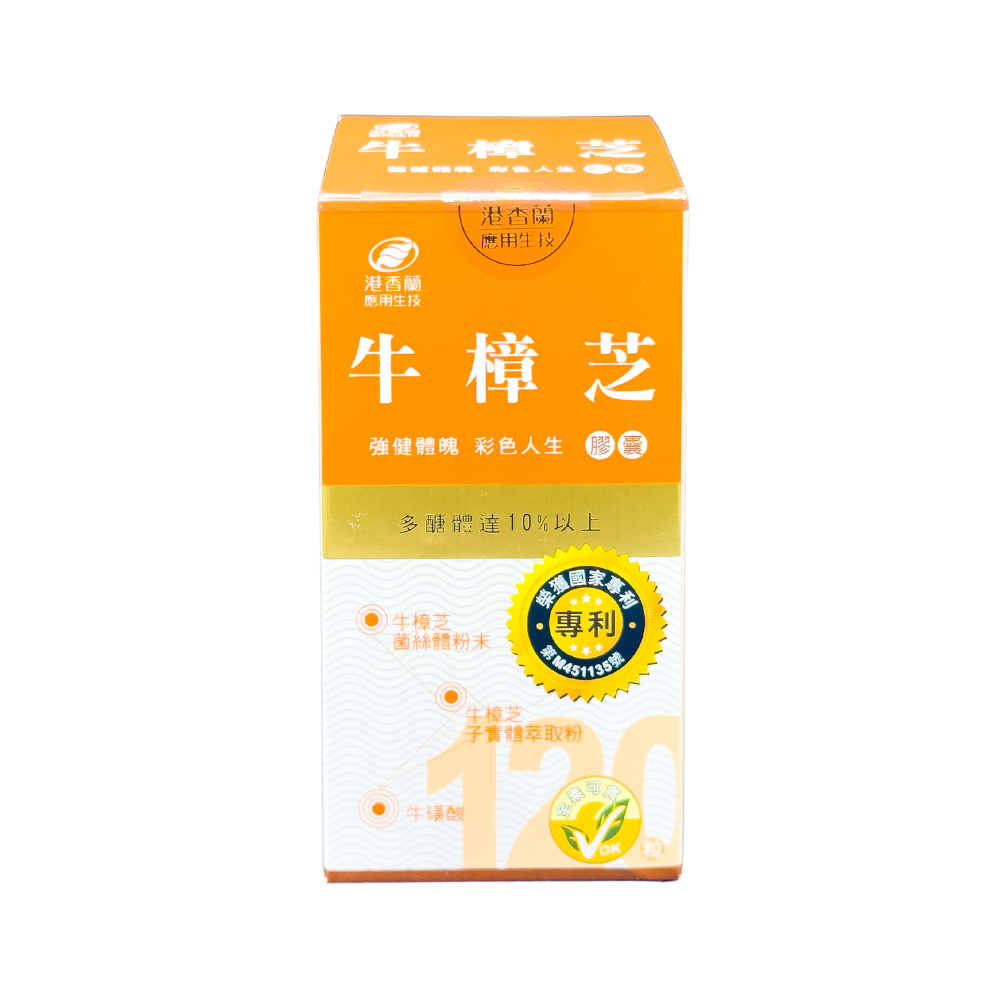 牛樟芝
強健體魄 彩色人生 膠囊
港香蘭
應用生技
港香蘭
應用生技
牛樟芝
強健體魄 彩色人生 膠囊
多醣體達10%以上
榮獲國家專利
專利
第M451135號
牛樟芝
菌絲體粉末
牛樟芝
子實體萃取粉
牛磺酸
120粒
全素可食
OK